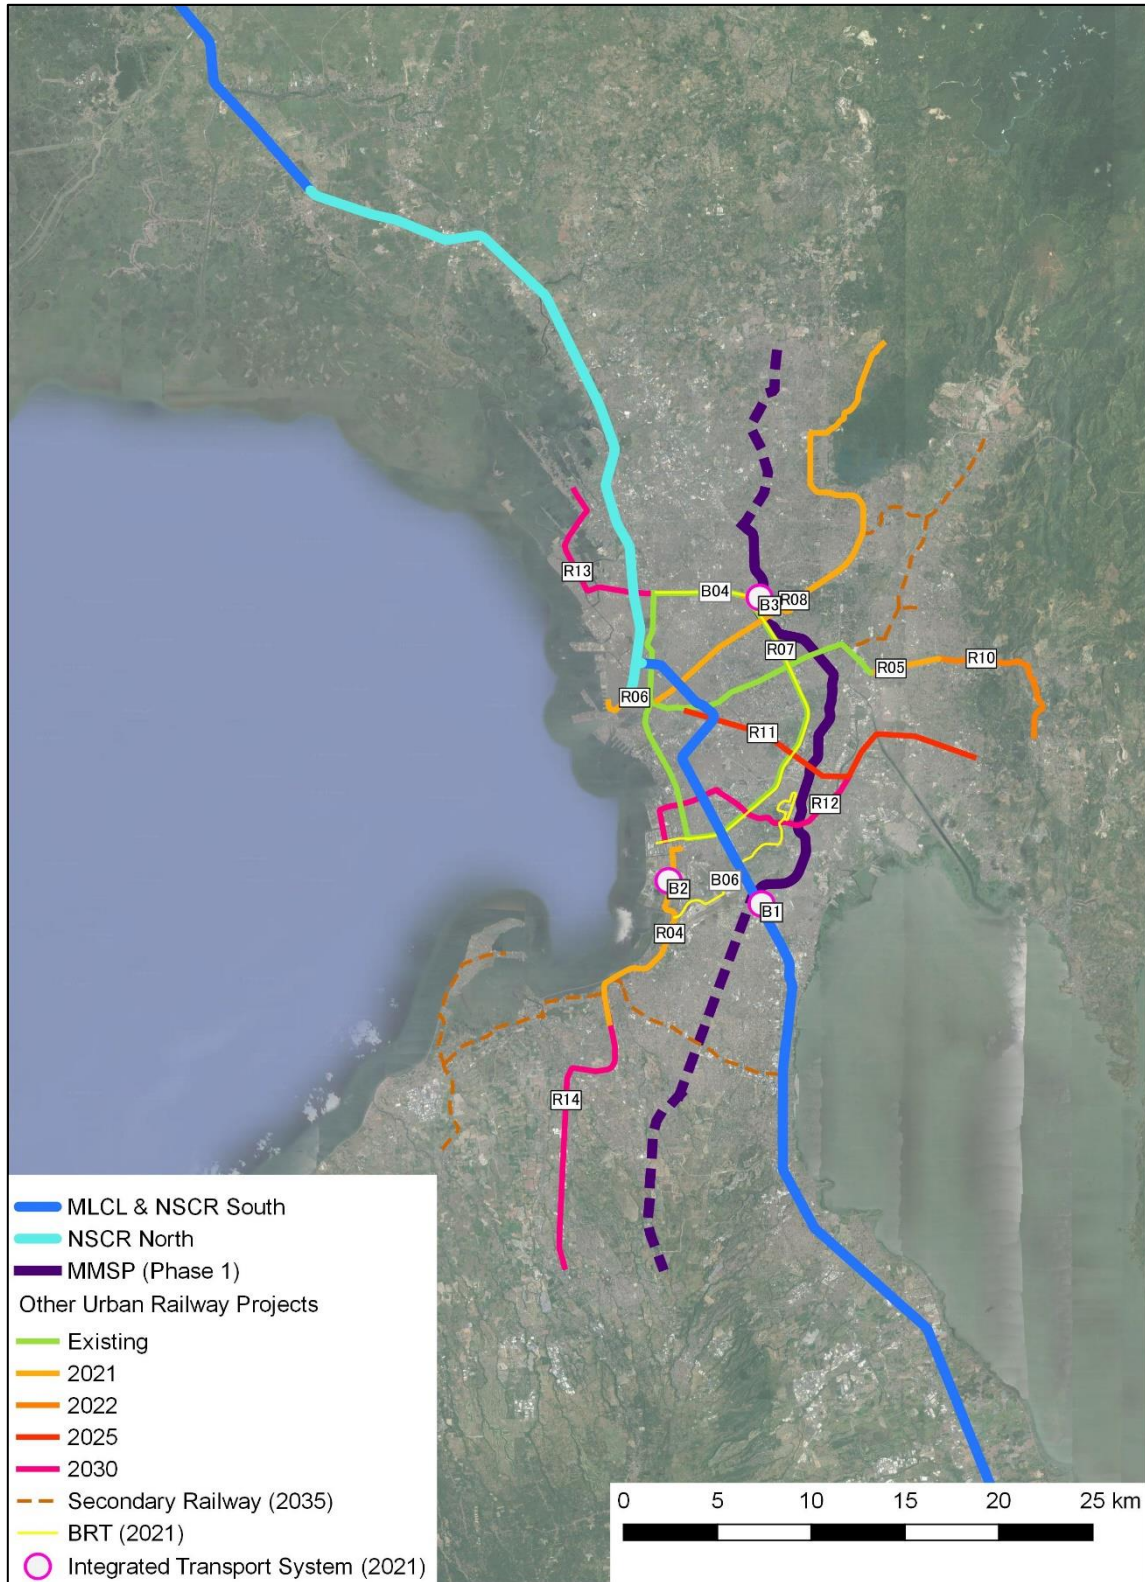 R13
B04
B3
R08
R07
R05
R10
R06
R11
R12
B06
B2
B1
R04
R14
MLCL & NSCR South
NSCR North
MMSP (Phase 1)
Other Urban Railway Projects
Existing
2021
2022
2025
2030
Secondary Railway (2035)
BRT (2021)
Integrated Transport System (2021)
0 5 10 15 20 25 km